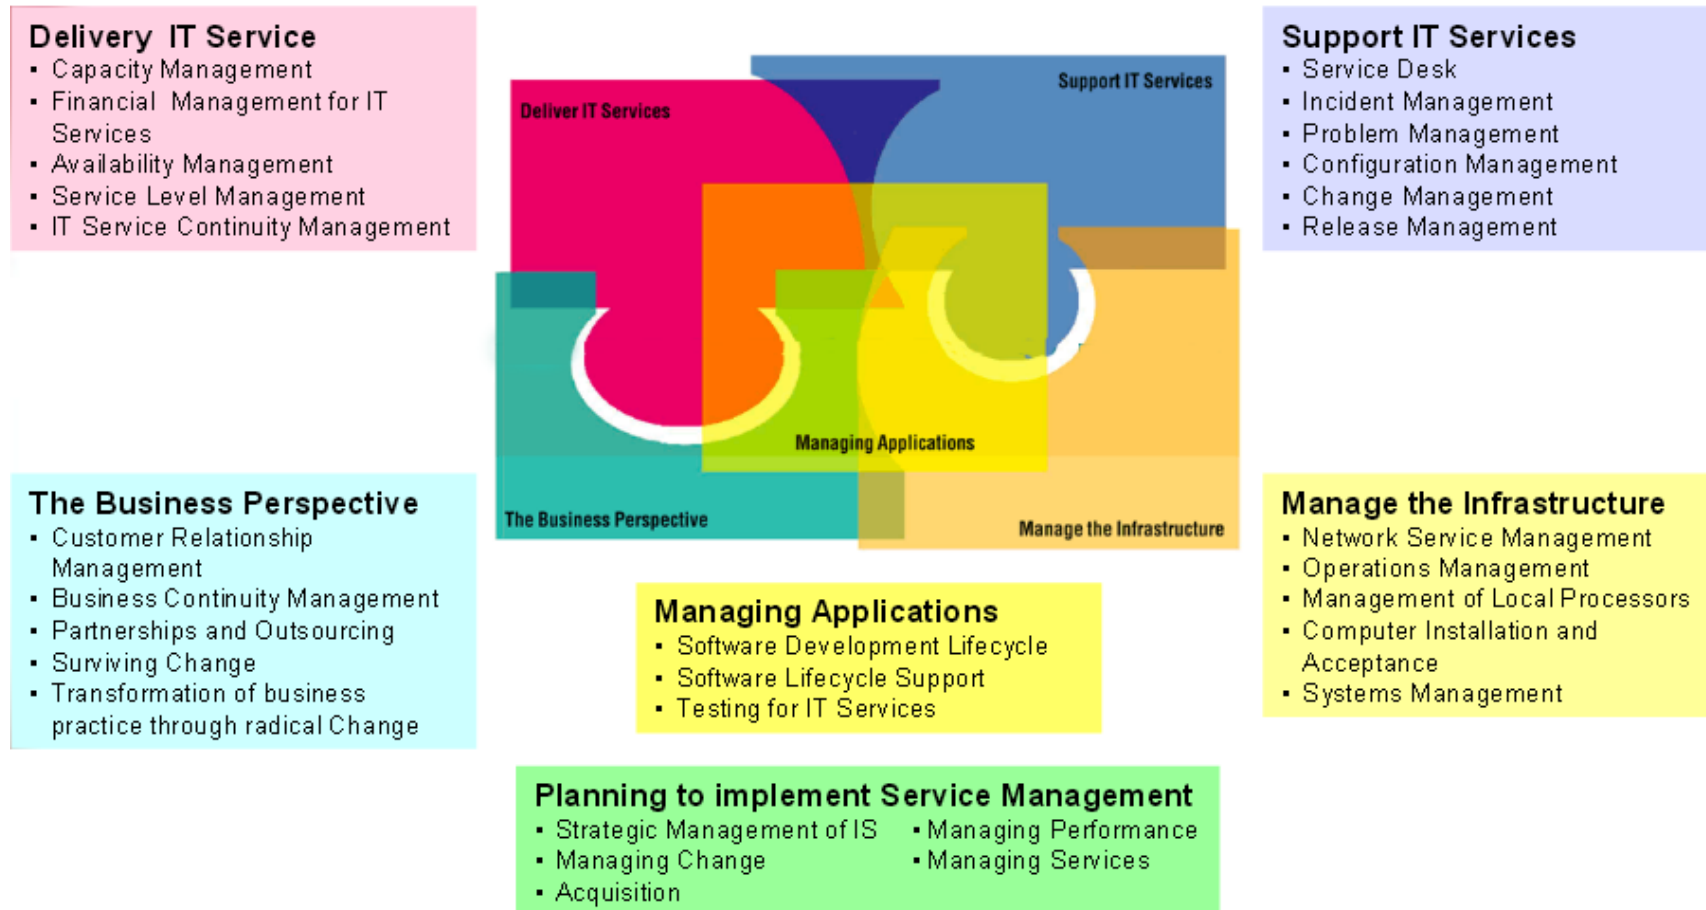 Delivery IT Service
▪ Capacity Management
▪ Financial Management for IT
Services
▪ Availability Management
▪ Service Level Management
▪ IT Service Continuity Management
Deliver IT Services
Support IT Services
Support IT Services
▪ Service Desk
▪ Incident Management
▪ Problem Management
▪ Configuration Management
▪ Change Management
▪ Release Management
Managing Applications
The Business Perspective
Manage the Infrastructure
The Business Perspective
▪ Customer Relationship
Management
▪ Business Continuity Management
▪ Partnerships and Outsourcing
▪ Surviving Change
▪ Transformation of business
practice through radical Change
Managing Applications
▪ Software Development Lifecycle
▪ Software Lifecycle Support
▪ Testing for IT Services
Manage the Infrastructure
▪ Network Service Management
▪ Operations Management
▪ Management of Local Processors
▪ Computer Installation and
Acceptance
▪ Systems Management
Planning to implement Service Management
▪ Strategic Management of IS
▪ Managing Change
▪ Acquisition
▪ Managing Performance
▪ Managing Services